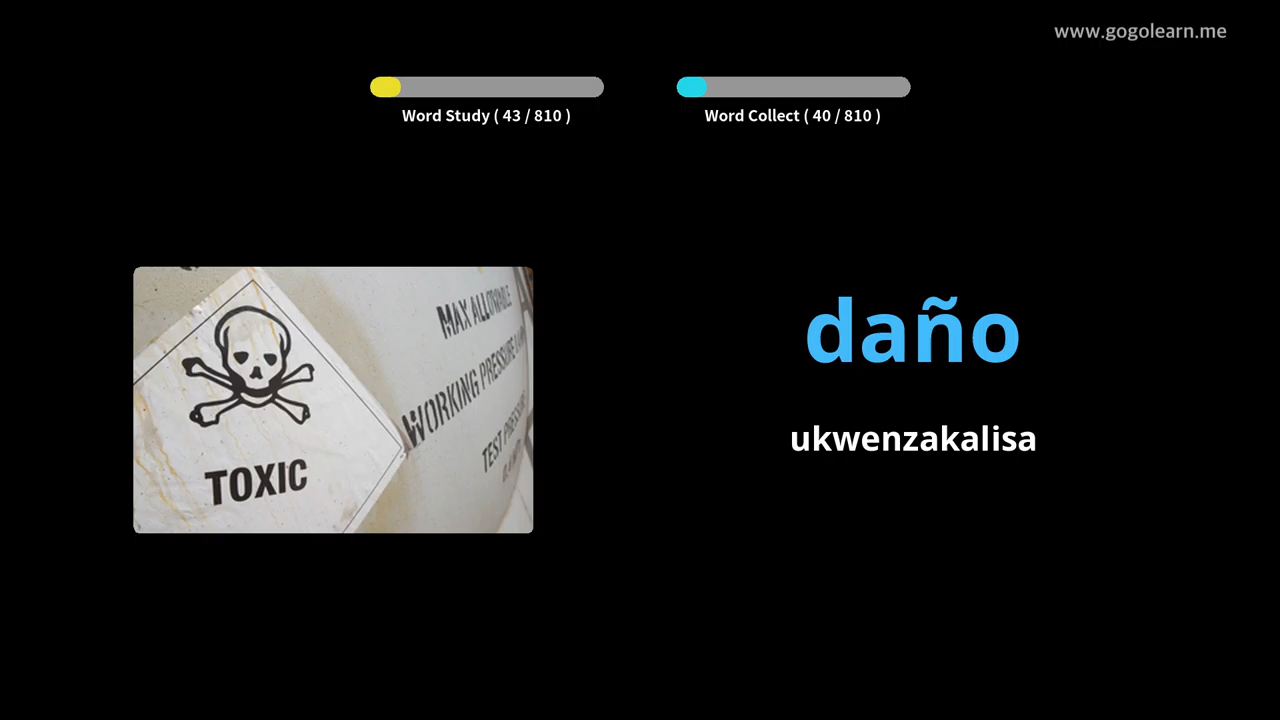 www.gogolearn.me
Word Study ( 43 / 810 )
Word Collect ( 40 / 810 )
daño
ukwenzakalisa
MAX ALLOWABLE
WORKING PRESSURE
TEST
TOXIC